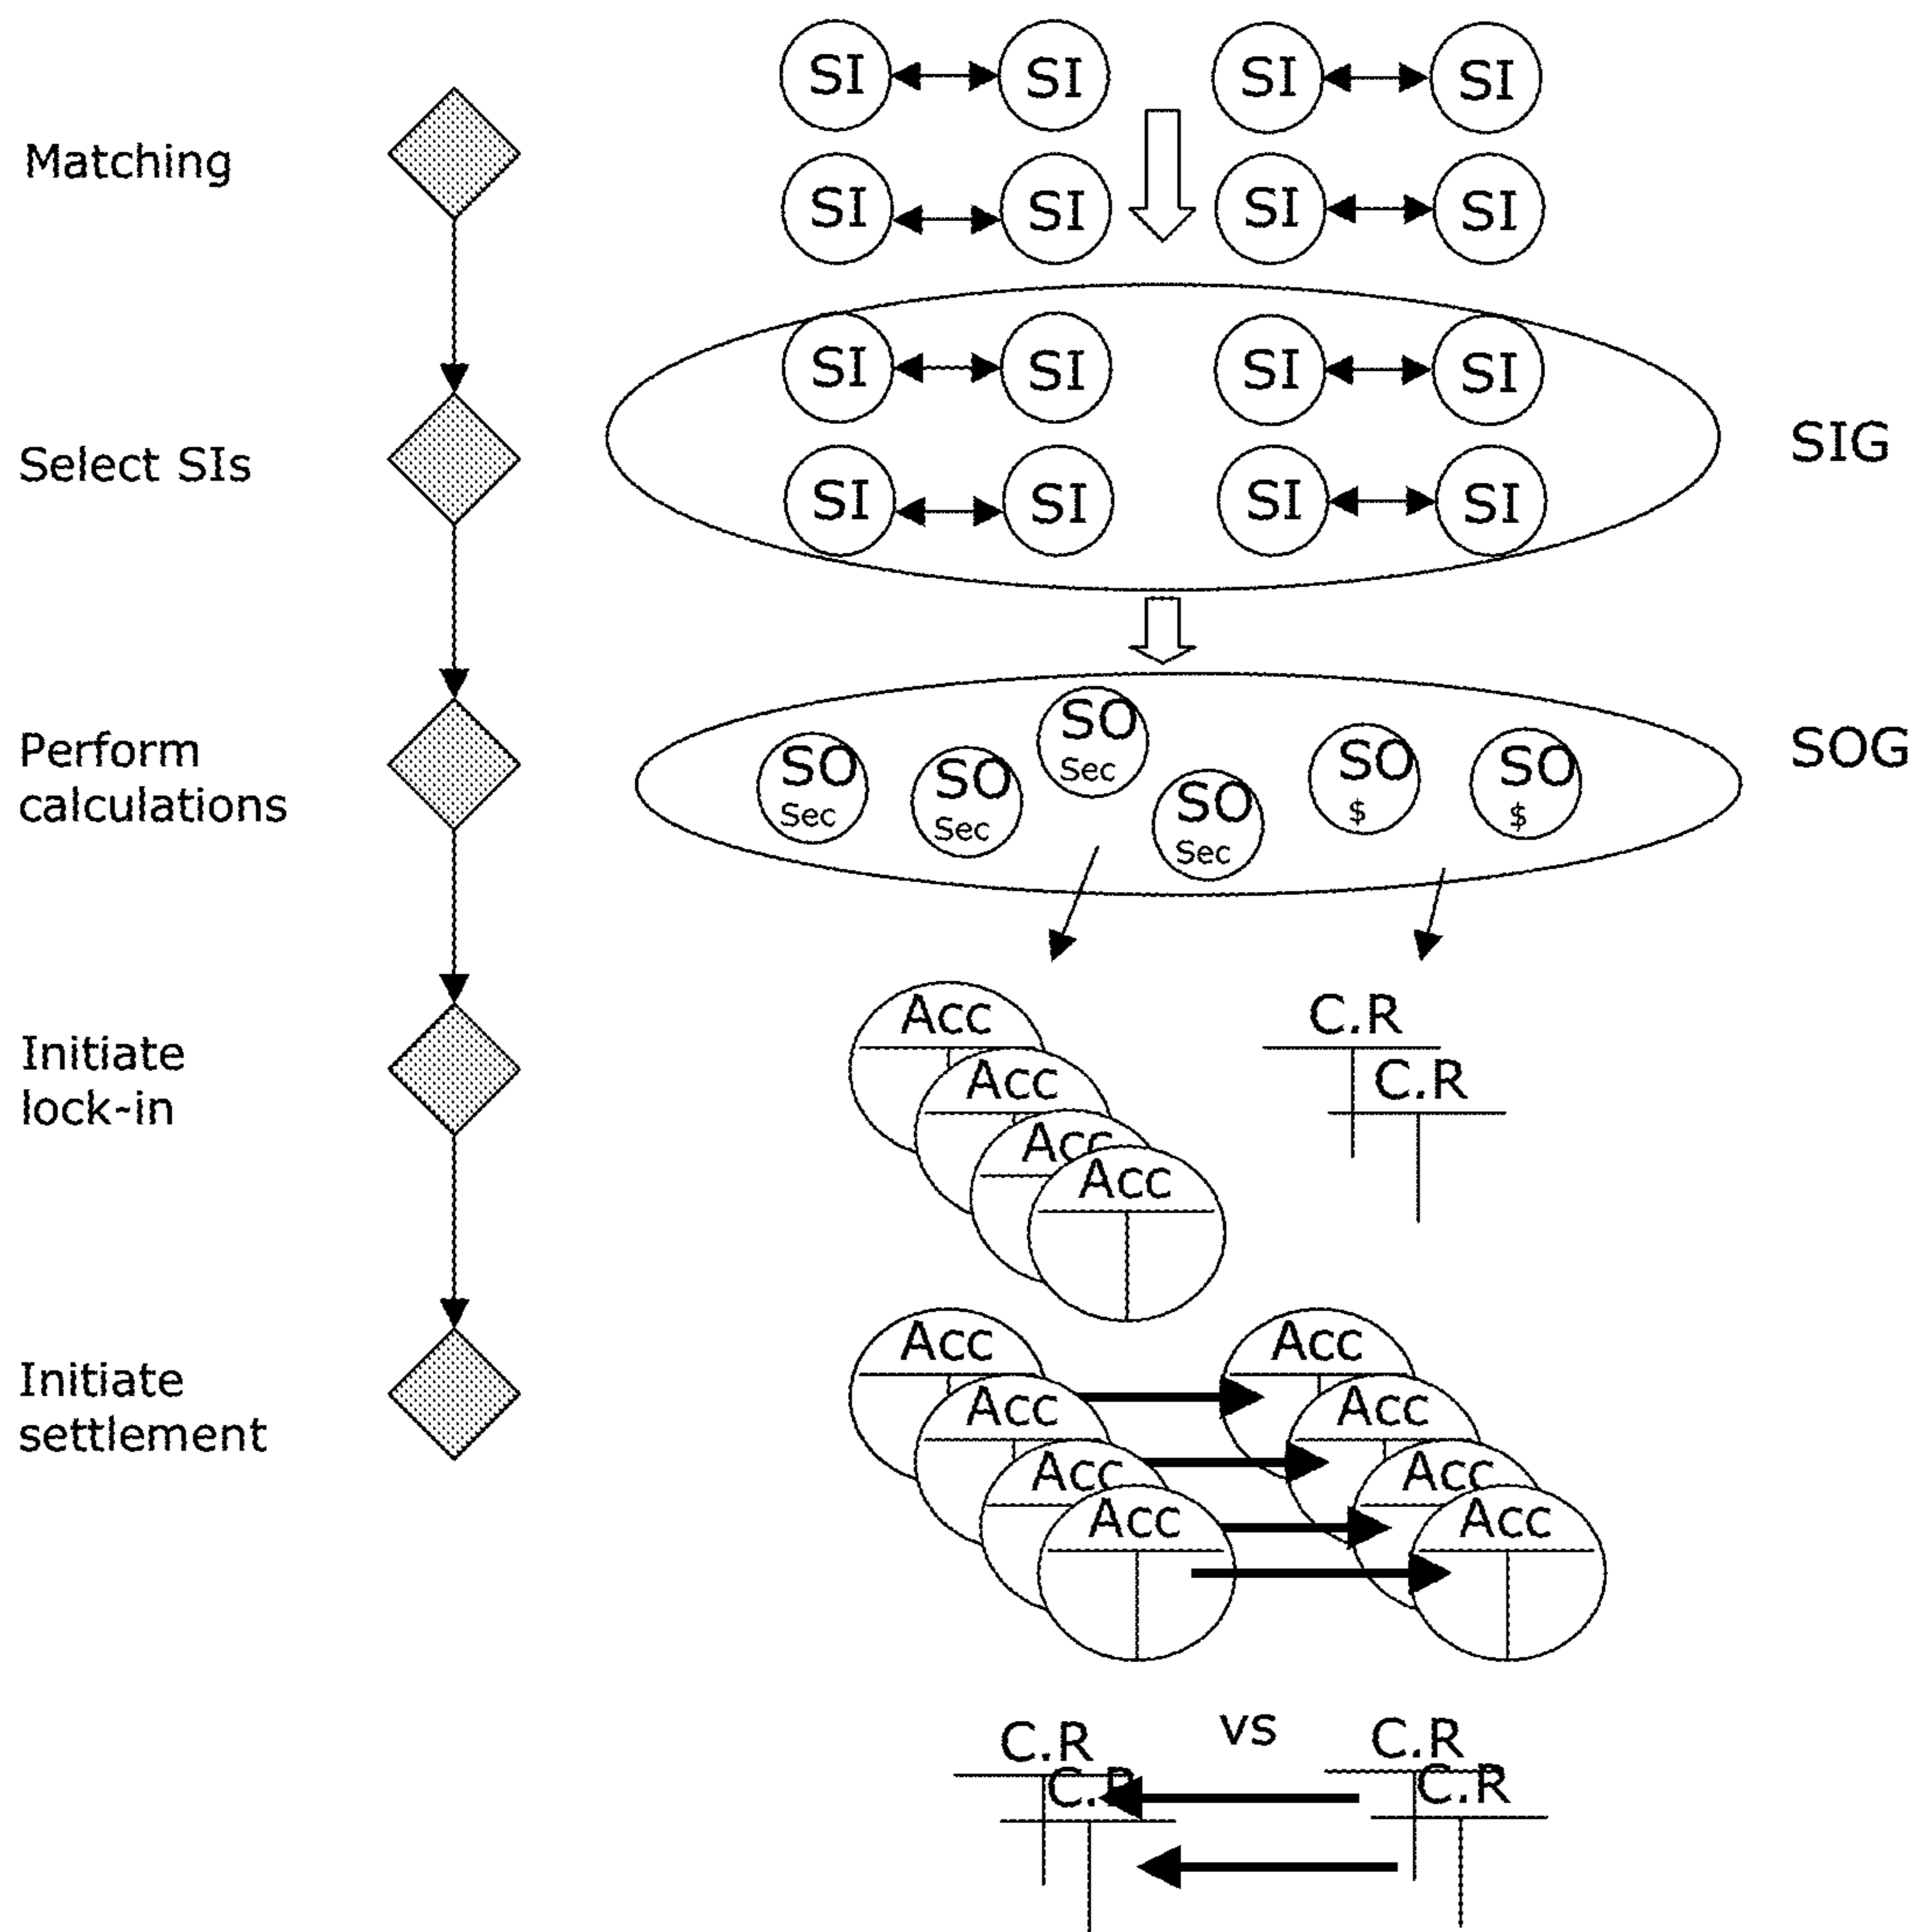 SI SI SI SI
Matching
SI SI SI SI
SI SI SI SI
SIG
Select SIs
SI SI SI SI
SO
Sec
SO
Sec
SO
Sec
SO
Sec
SO
$
SO
$
SOG
Perform
calculations
Acc
Acc
Acc
Acc
C.R
C.R
Initiate
lock-in
Acc
Acc
Acc
Acc
Acc
Acc
Acc
Acc
Initiate
settlement
C.R
C.R
vs
C.R
C.R